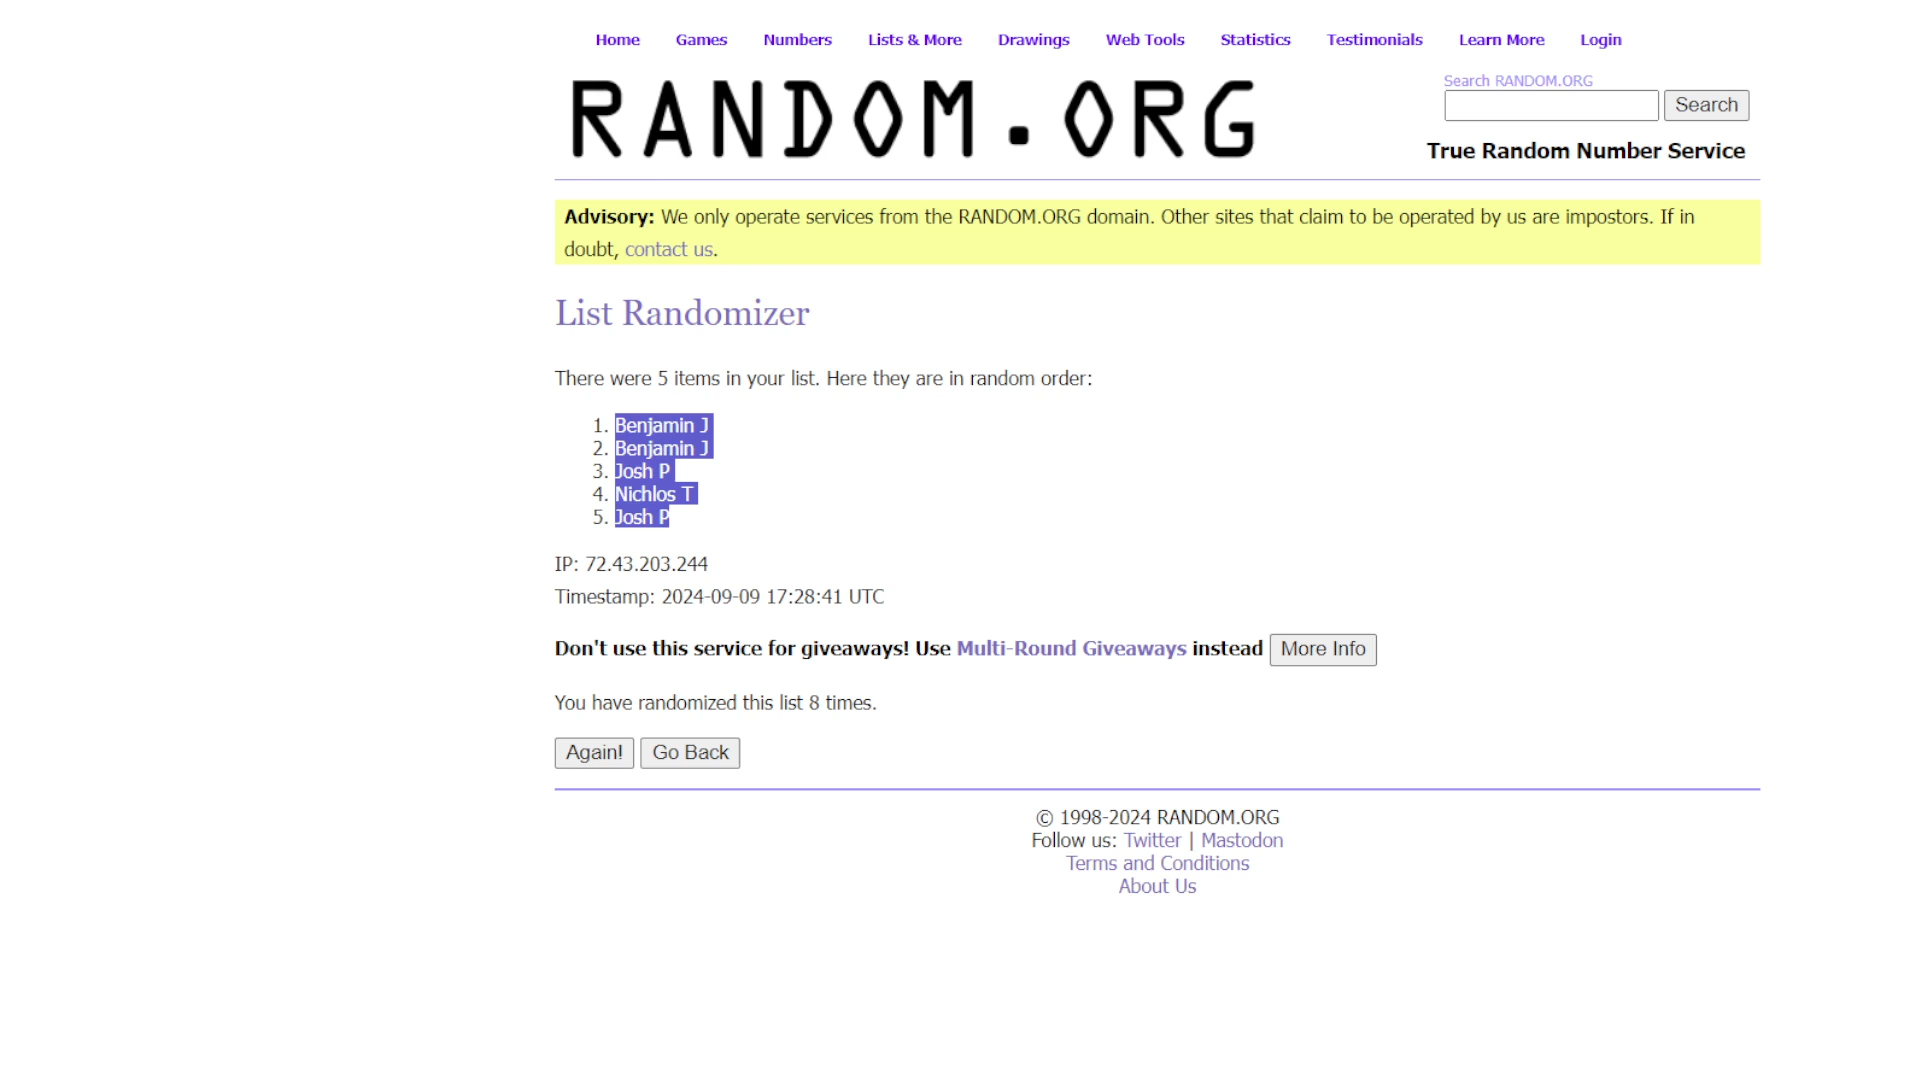 Home Games Numbers Lists & More Drawings Web Tools Statistics Testimonials Learn More Login
RANDOM.ORG
Search RANDOM.ORG
Search
True Random Number Service
Advisory: We only operate services from the RANDOM.ORG domain. Other sites that claim to be operated by us are impostors. If in
doubt, contact us.
List Randomizer
There were 5 items in your list. Here they are in random order:
1. Benjamin J
2. Benjamin J
3. Josh P
4. Nichlos T
5. Josh P
IP: 72.43.203.244
Timestamp: 2024-09-09 17:28:41 UTC
Don't use this service for giveaways! Use Multi-Round Giveaways instead More Info
You have randomized this list 8 times.
Again! Go Back
© 1998-2024 RANDOM.ORG
Follow us: Twitter | Mastodon
Terms and Conditions
About Us